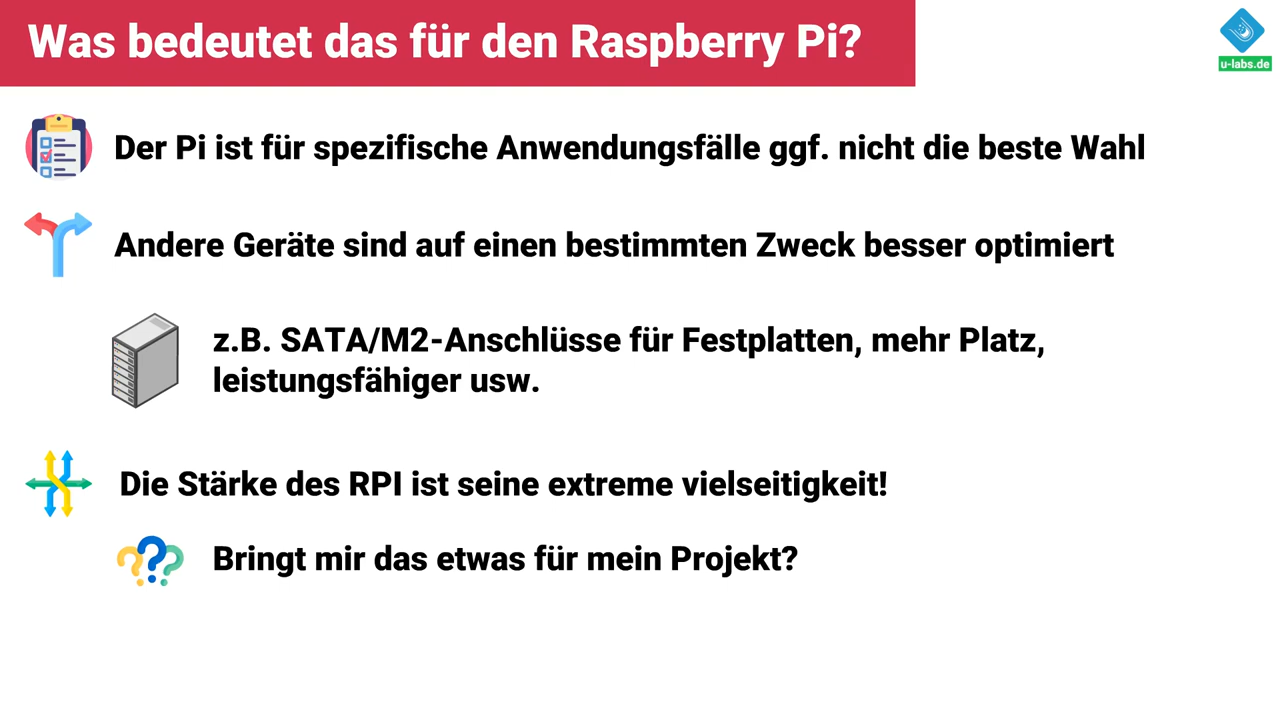 Was bedeutet das für den Raspberry Pi?
u-labs.de
Der Pi ist für spezifische Anwendungsfälle ggf. nicht die beste Wahl
Andere Geräte sind auf einen bestimmten Zweck besser optimiert
z.B. SATA/M2-Anschlüsse für Festplatten, mehr Platz,
leistungsfähiger usw.
Die Stärke des RPI ist seine extreme vielseitigkeit!
Bringt mir das etwas für mein Projekt?